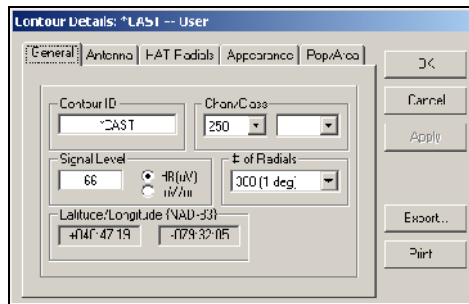 Contour Details: *CAST -- User
General
Antenna
HAT Radials
Appearance
Pop/Area
OK
Cancel
Apply
Export...
Print
Contour ID
*CAST
Chan/Class
250
Signal Level
66
dB(uV)
uV/m
# of Radials
360 (1 deg)
Latitude/Longitude (NAD-83)
+040:47:19
-079:32:05